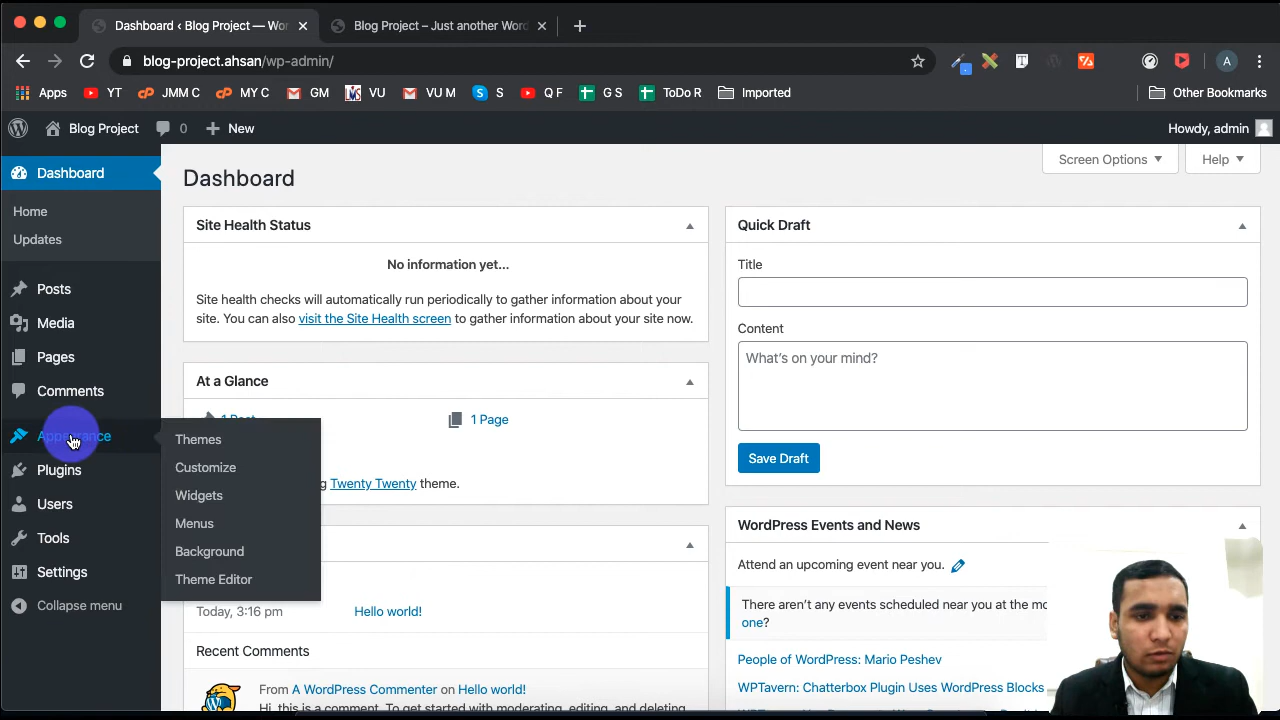 Dashboard ‹ Blog Project — Wor
Blog Project – Just another Word
blog-project.ahsan/wp-admin/
A
Apps
YT
JMM C
MY C
GM
VU
VU M
S
Q F
G S
ToDo R
Imported
Other Bookmarks
Blog Project
0
New
Howdy, admin
Dashboard
Home
Updates
Posts
Media
Pages
Comments
Appearance
Plugins
Users
Tools
Settings
Collapse menu
Themes
Customize
Widgets
Menus
Background
Theme Editor
Screen Options
Help
Dashboard
Site Health Status
No information yet...
Site health checks will automatically run periodically to gather information about your
site. You can also visit the Site Health screen to gather information about your site now.
At a Glance
1 Post
1 Page
Twenty Twenty theme.
Today, 3:16 pm
Hello world!
Recent Comments
From A WordPress Commenter on Hello world!
Hi, this is a comment. To get started with moderating, editing, and deleting
Quick Draft
Title
Content
What's on your mind?
Save Draft
WordPress Events and News
Attend an upcoming event near you.
There aren't any events scheduled near you at the mo
one?
People of WordPress: Mario Peshev
WPTavern: Chatterbox Plugin Uses WordPress Blocks